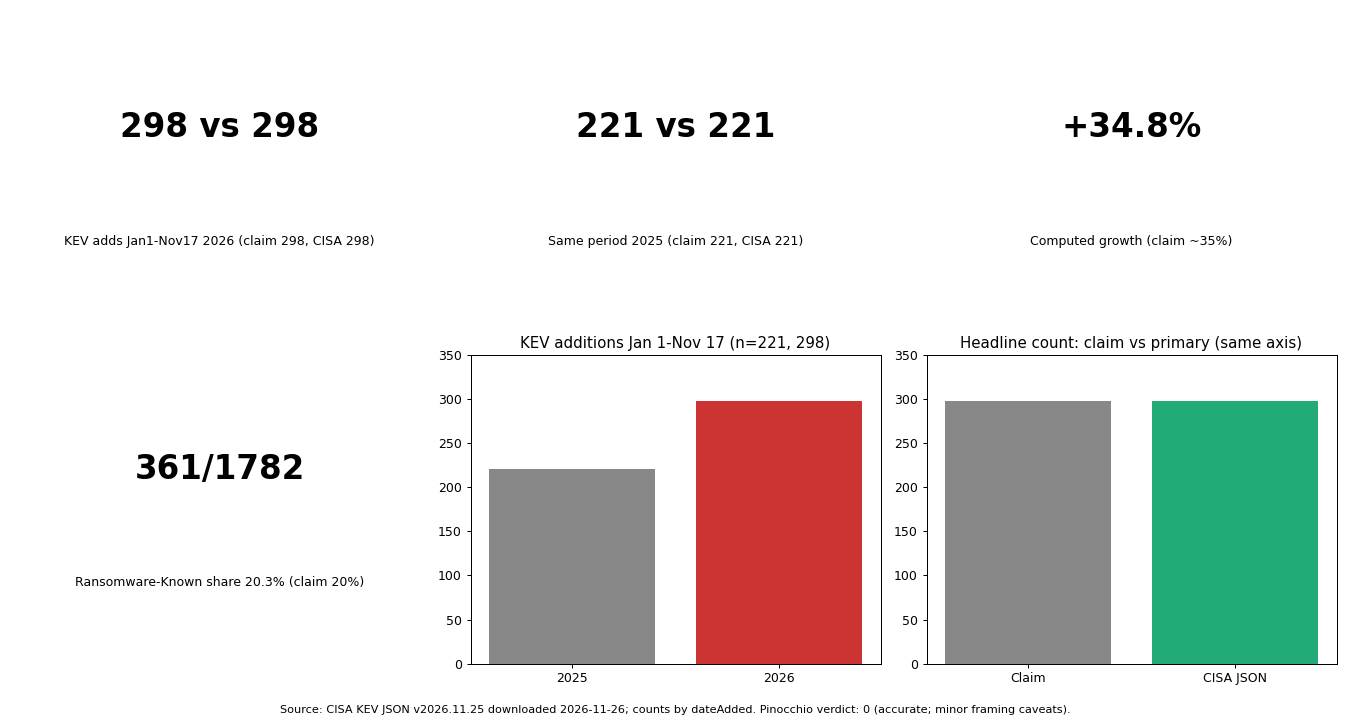 298 vs 298
221 vs 221
+34.8%
KEV adds Jan1-Nov17 2026 (claim 298, CISA 298)
Same period 2025 (claim 221, CISA 221)
Computed growth (claim ~35%)
361/1782
Ransomware-Known share 20.3% (claim 20%)
KEV additions Jan 1-Nov 17 (n=221, 298)
350
300
250
200
150
100
50
0
2025
2026
Headline count: claim vs primary (same axis)
350
300
250
200
150
100
50
0
Claim
CISA JSON
Source: CISA KEV JSON v2026.11.25 downloaded 2026-11-26; counts by dateAdded. Pinocchio verdict: 0 (accurate; minor framing caveats).